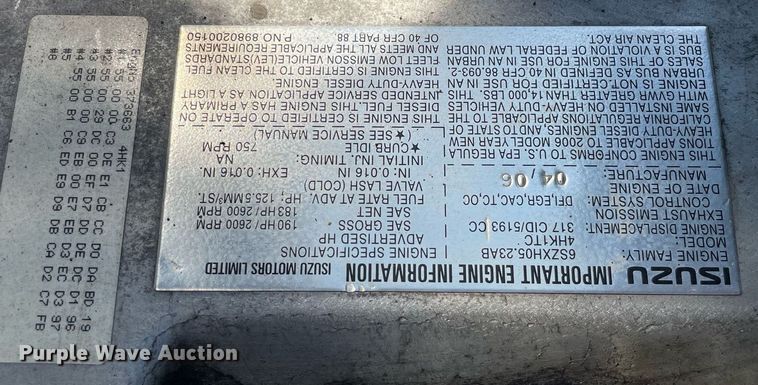 ISUZU IMPORTANT ENGINE INFORMATION ISUZU MOTORS LIMITED
ENGINE FAMILY: 6SZXH05.23AB
MODEL: 4HK1TC
ENGINE DISPLACEMENT: 317 CID/5193 CC
EXHAUST EMISSION
CONTROL SYSTEM: DF,EGR,CAC,TC,OC
DATE OF ENGINE
MANUFACTURE: 04 06
ENGINE SPECIFICATIONS
ADVERTISED HP
SAE GROSS 190HP/2600 RPM
SAE NET 183HP/2600 RPM
FUEL RATE AT ADV. HP: 125.5MM³/ST.
VALVE LASH (COLD)
IN: 0.016 IN EXH: 0.016 IN.
INITIAL INJ. TIMING: NA
CURB IDLE 750 RPM
(★ SEE SERVICE MANUAL)
THIS ENGINE CONFORMS TO U.S. EPA REGULA
TIONS APPLICABLE TO 2006 MODEL YEAR NEW
HEAVY-DUTY DIESEL ENGINES, AND STATE OF
CALIFORNIA REGULATIONS APPLICABLE TO THE
SAME INSTALLED ON HEAVY-DUTY VEHICLES
WITH GVWR GREATER THAN 14,000 LBS. THIS
ENGINE IS NOT CERTIFIED FOR USE IN AN
URBAN BUS AS DEFINED IN 40 CFR 86.093-2.
SALES OF THIS ENGINE FOR USE IN AN URBAN
BUS IS A VIOLATION OF FEDERAL LAW UNDER
THE CLEAN AIR ACT.
THIS ENGINE IS CERTIFIED TO OPERATE ON
DIESEL FUEL.THIS ENGINE HAS A PRIMARY
INTENDED SERVICE APPLICATION AS A LIGHT
HEAVY-DUTY DIESEL ENGINE.
THIS ENGINE IS CERTIFIED TO CLEAN FUEL
FLEET LOW EMISSION VEHICLE(LEV)STANDARDS
AND MEETS ALL THE APPLICABLE REQUIREMENTS
OF 40 CFR PART 88. P.NO.8980200150
EngNo 373663 4HK1
Purple Wave Auction